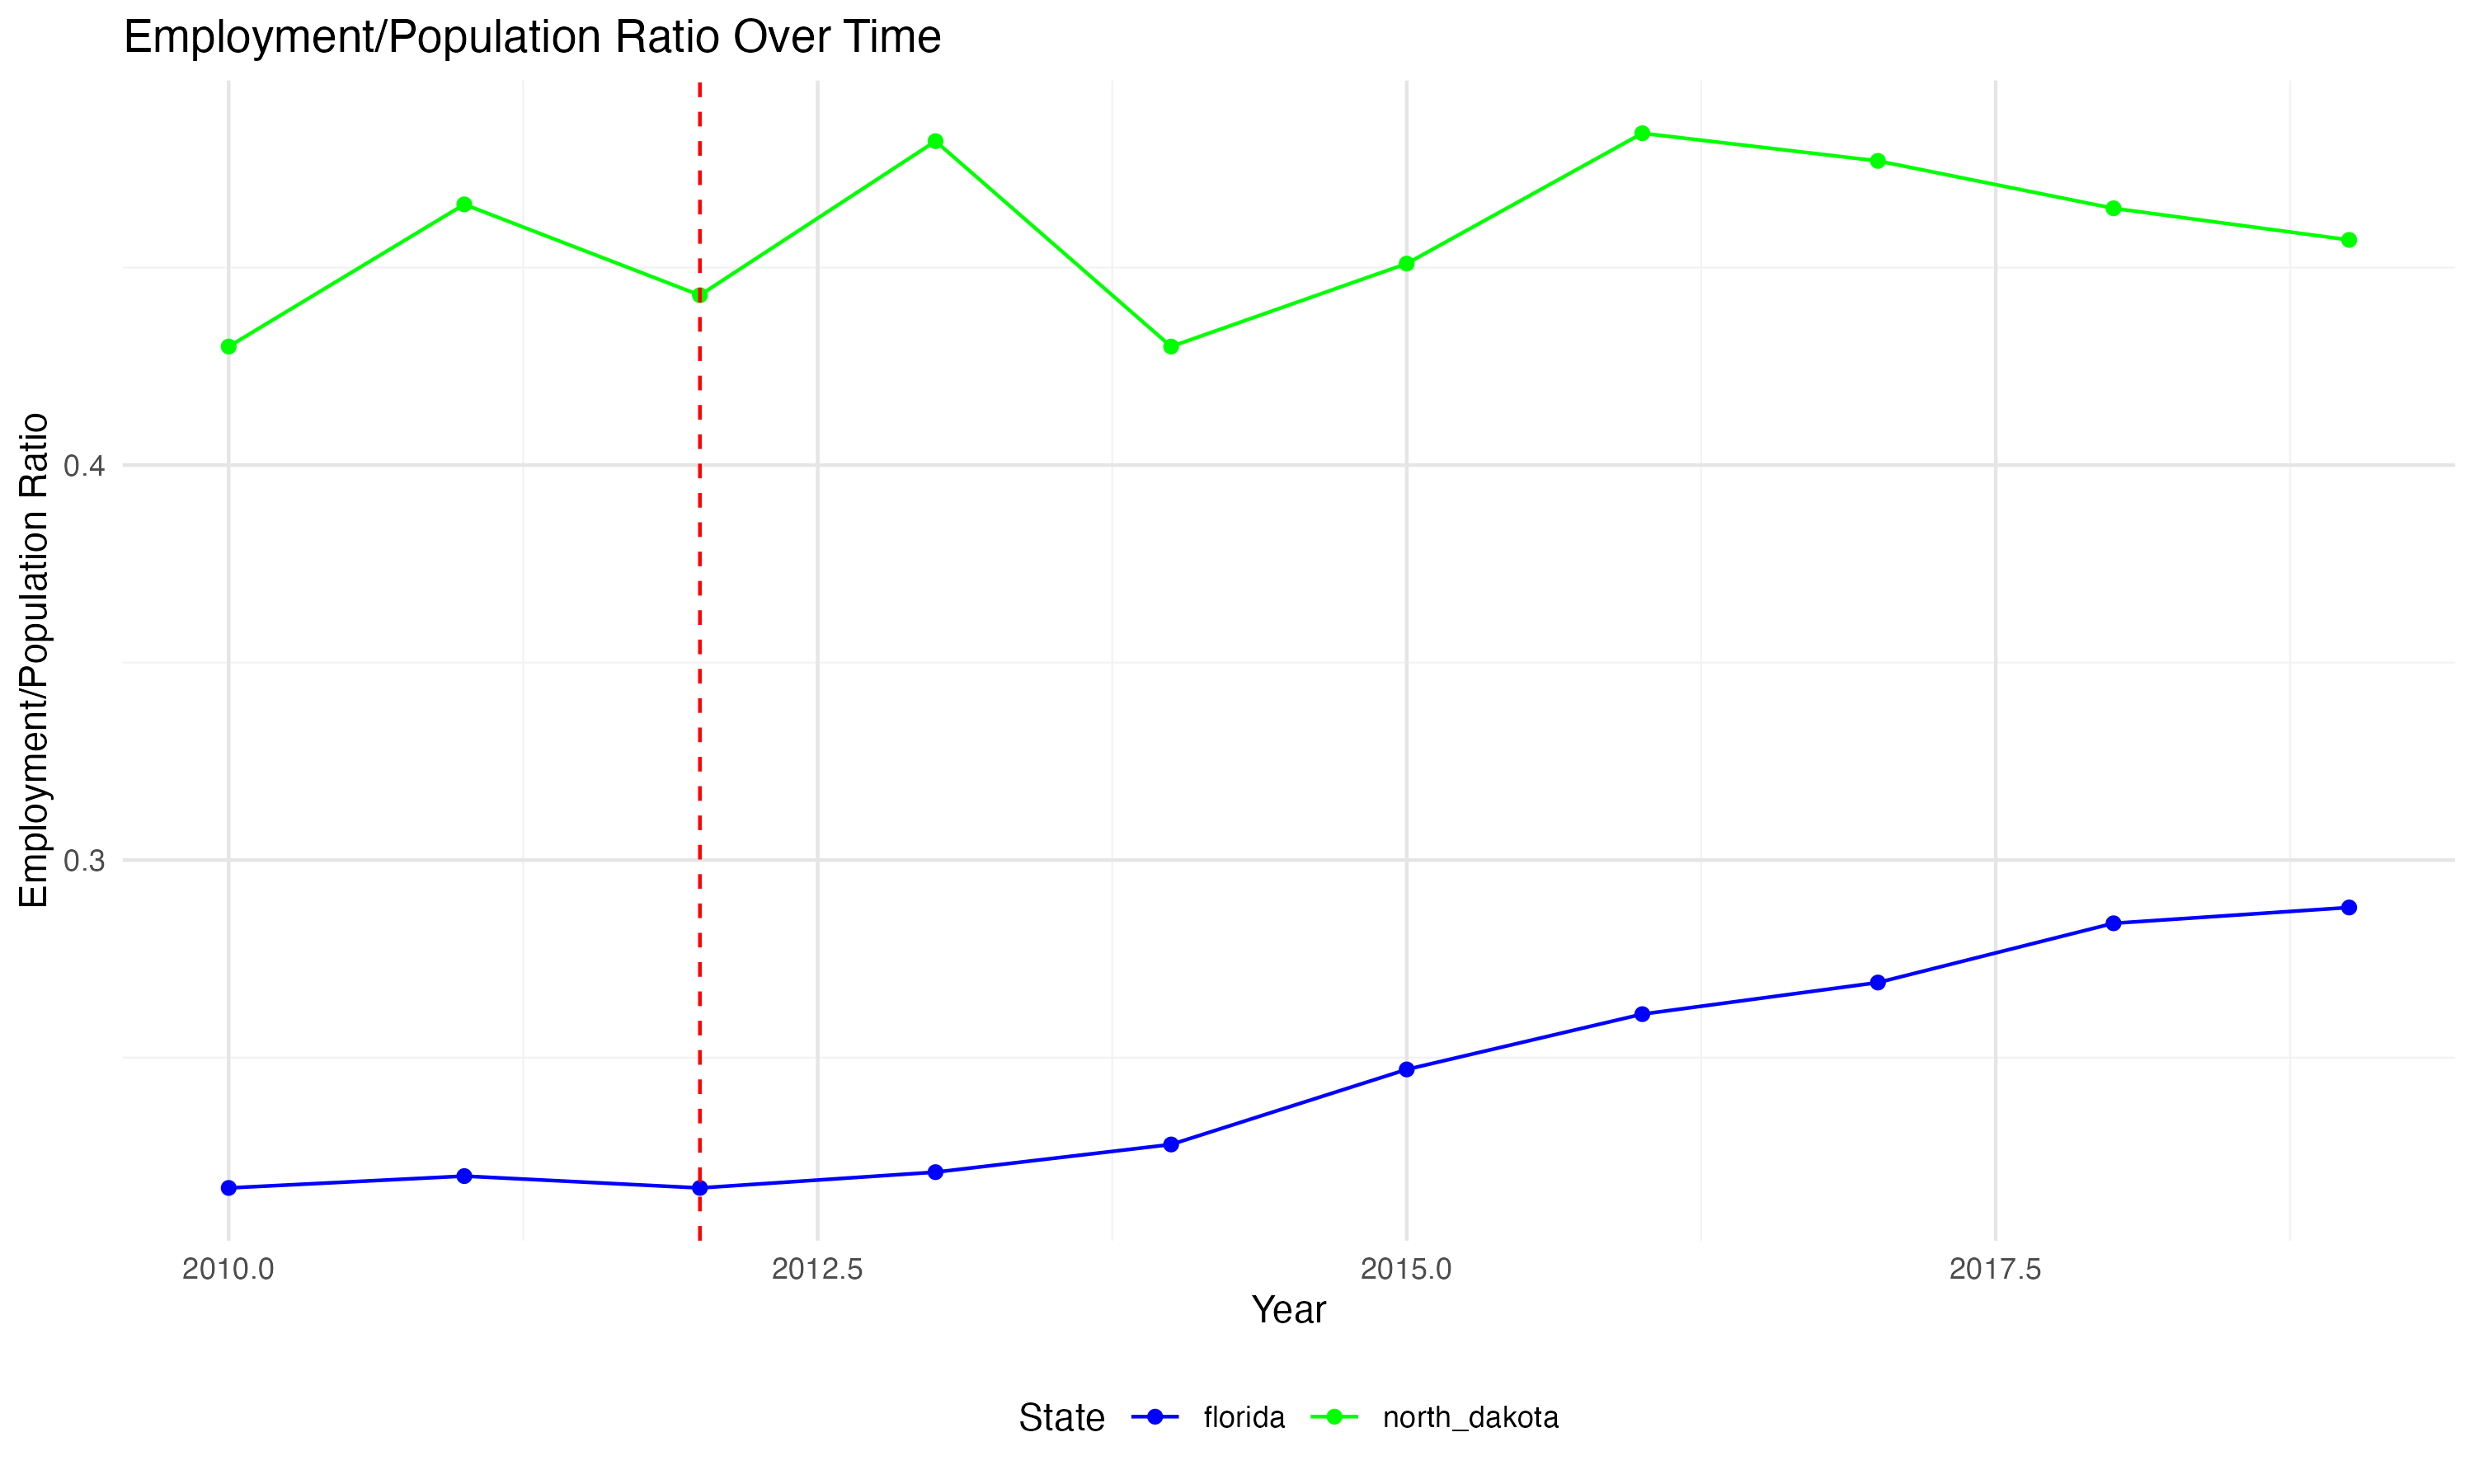 Employment/Population Ratio Over Time
Employment/Population Ratio
0.4
0.3
2010.0 2012.5 2015.0 2017.5
Year
State florida north_dakota